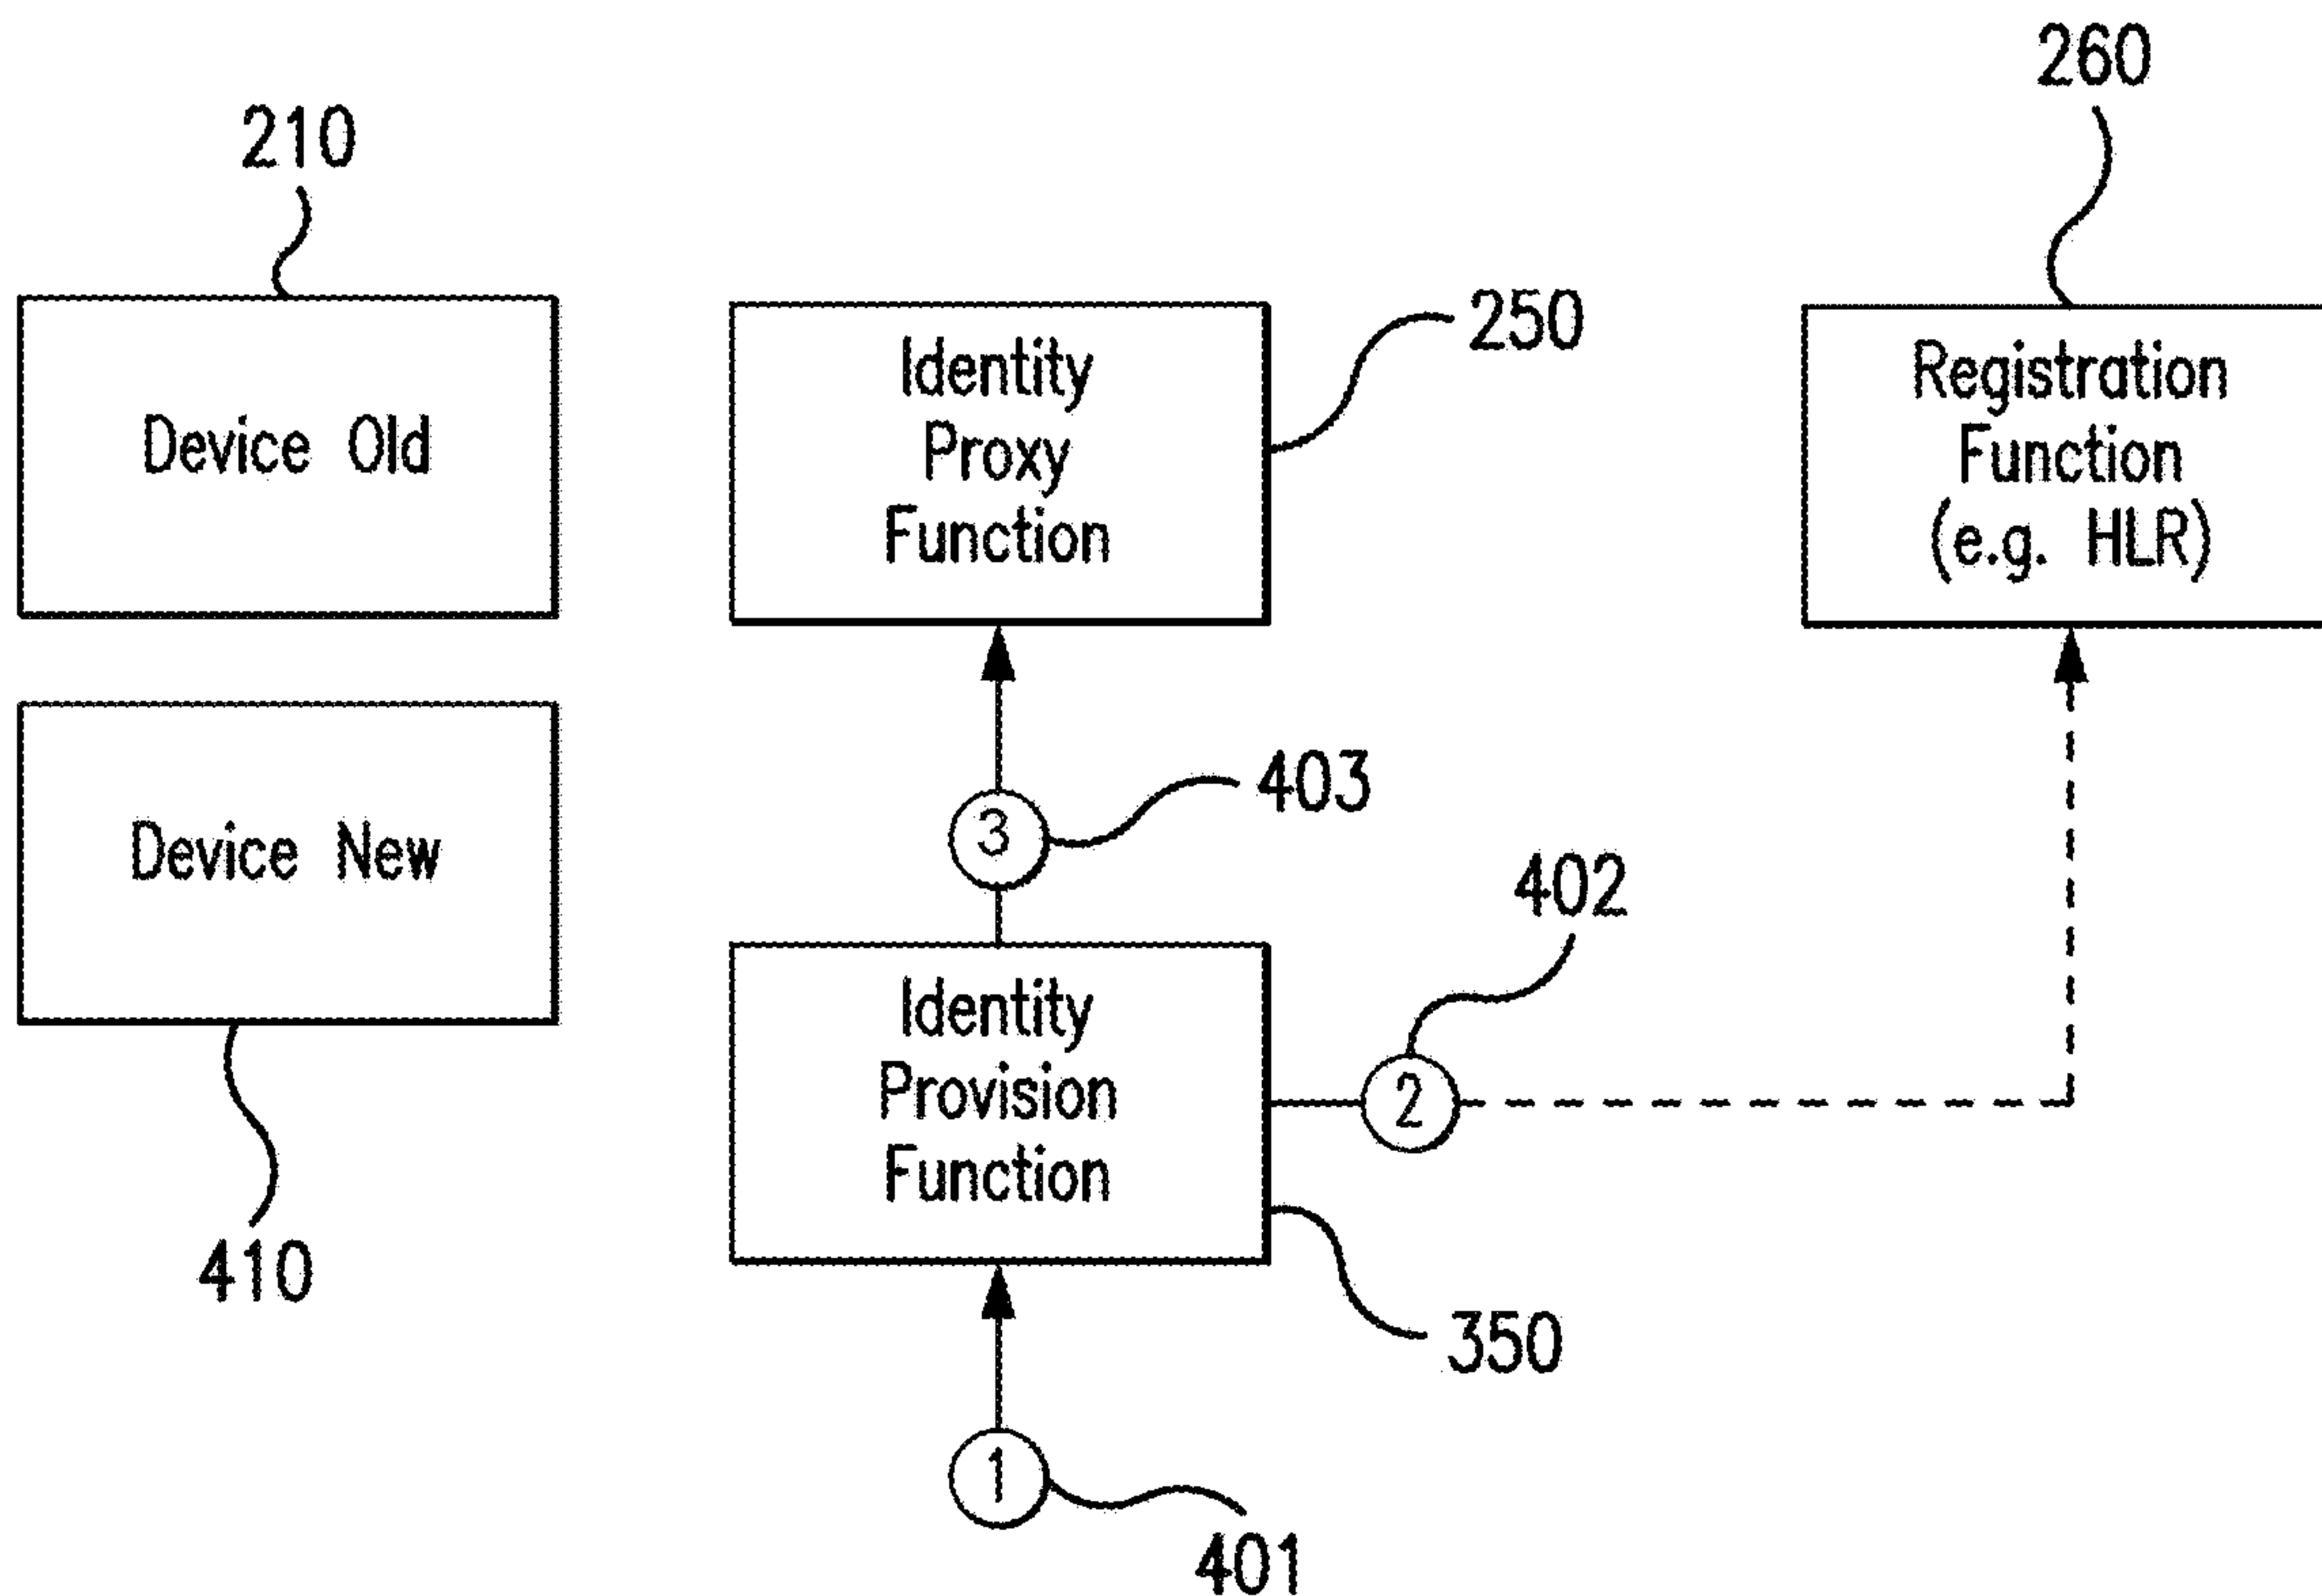 260
210
250
Device Old
Identity
Proxy
Function
Registration
Function
(e.g. HLR)
403
3
Device New
402
Identity
Provision
Function
2
410
350
1
401